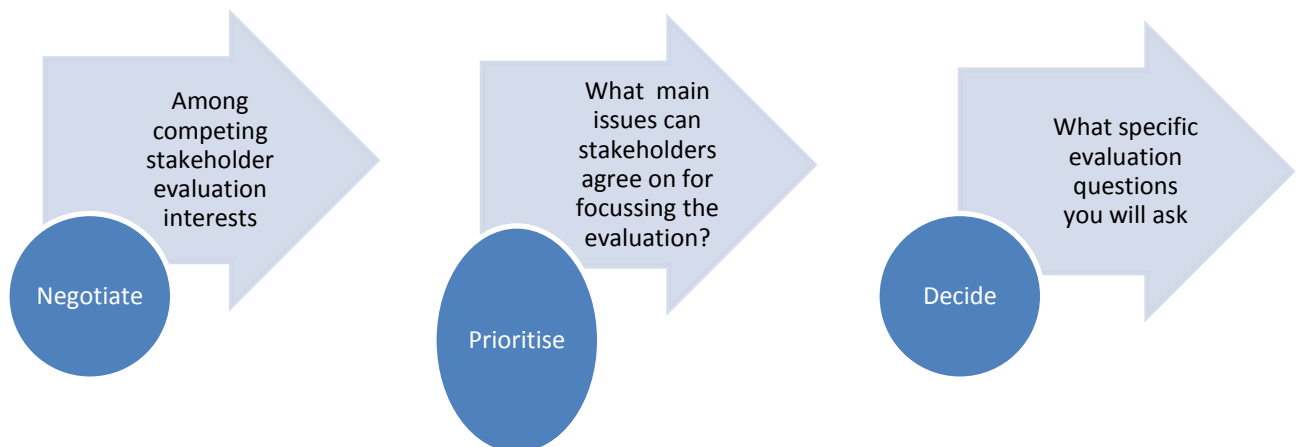 Among
competing
stakeholder
evaluation
interests
Negotiate
What main
issues can
stakeholders
agree on for
focussing the
evaluation?
Prioritise
What specific
evaluation
questions
you will ask
Decide